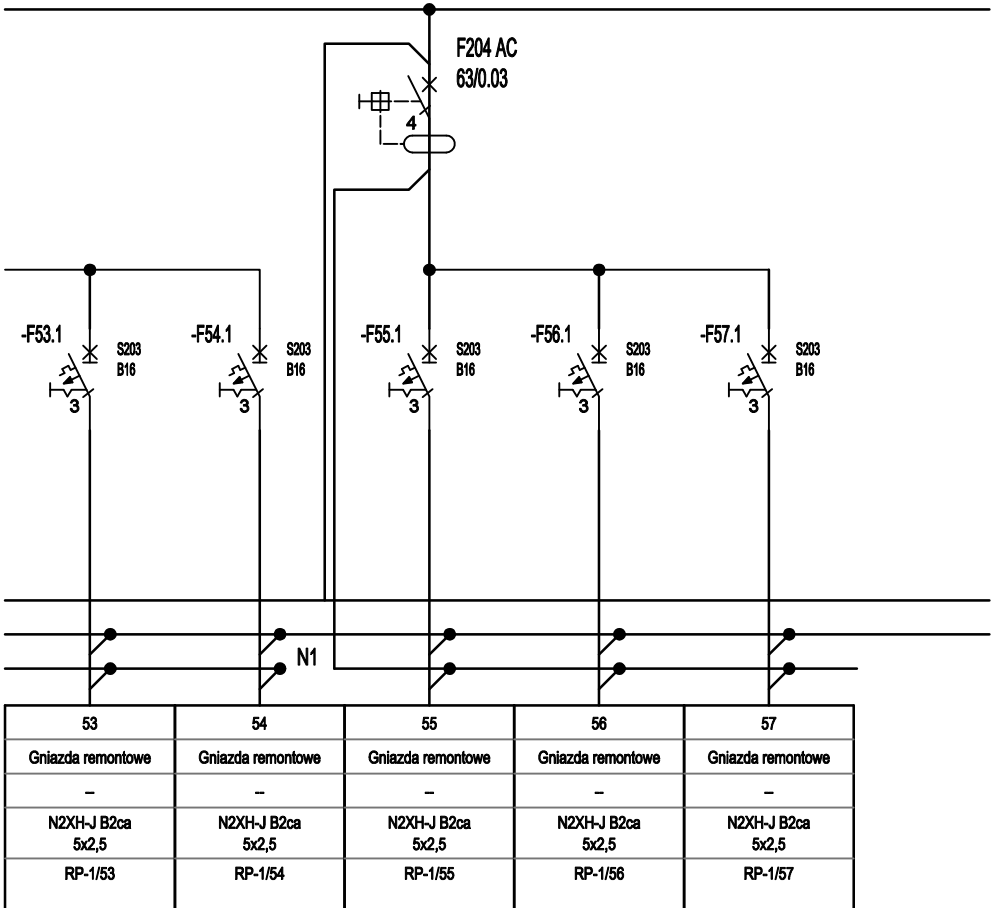 F204 AC
63/0.03
4
-F53.1
S203
B16
3
-F54.1
S203
B16
3
-F55.1
S203
B16
3
-F56.1
S203
B16
3
-F57.1
S203
B16
3
N1
53
54
55
56
57
Gniazda remontowe
Gniazda remontowe
Gniazda remontowe
Gniazda remontowe
Gniazda remontowe
–
--
–
–
–
N2XH-J B2ca
5x2,5
N2XH-J B2ca
5x2,5
N2XH-J B2ca
5x2,5
N2XH-J B2ca
5x2,5
N2XH-J B2ca
5x2,5
RP-1/53
RP-1/54
RP-1/55
RP-1/56
RP-1/57